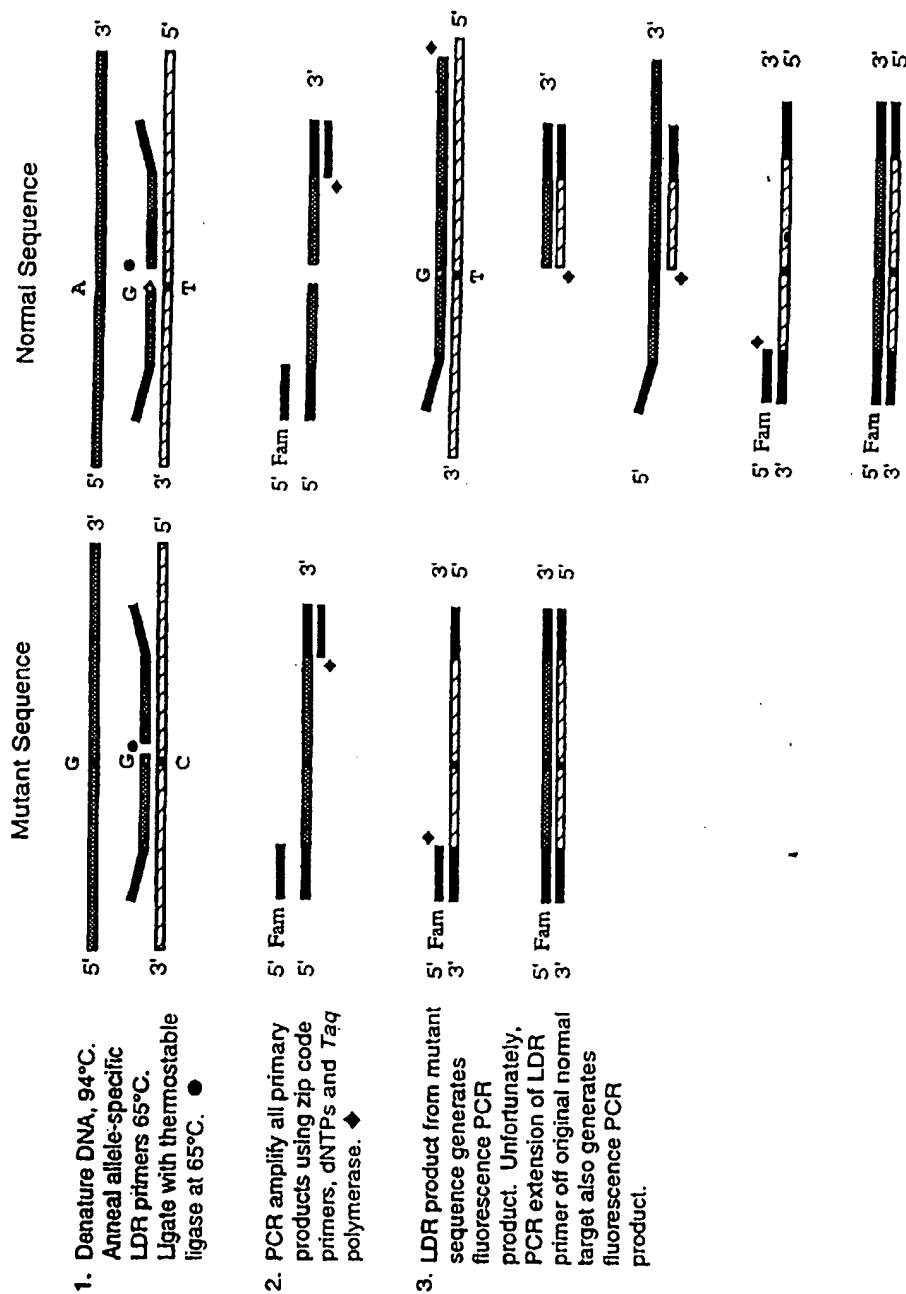 Mutant Sequence
Normal Sequence
1. Denature DNA, 94°C.
Anneal allele-specific
LDR primers 65°C.
Ligate with thermostable
ligase at 65°C. ●
5' G 3'
G
3' C 5'
5' A 3'
G
3' T 5'
2. PCR amplify all primary
products using zip code
primers, dNTPs and Taq
polymerase. ◆
5' Fam
5' 3'
5' Fam
5' 3'
3. LDR product from mutant
sequence generates
fluorescence PCR
product. Unfortunately,
PCR extension of LDR
primer off original normal
target also generates
fluorescence PCR
product.
5' Fam 3'
3' 5'
5' Fam 3'
3' 5'
G
3' T 5'
3'
5' 3'
5' Fam 3'
3' 5'
5' Fam 3'
3' 5'